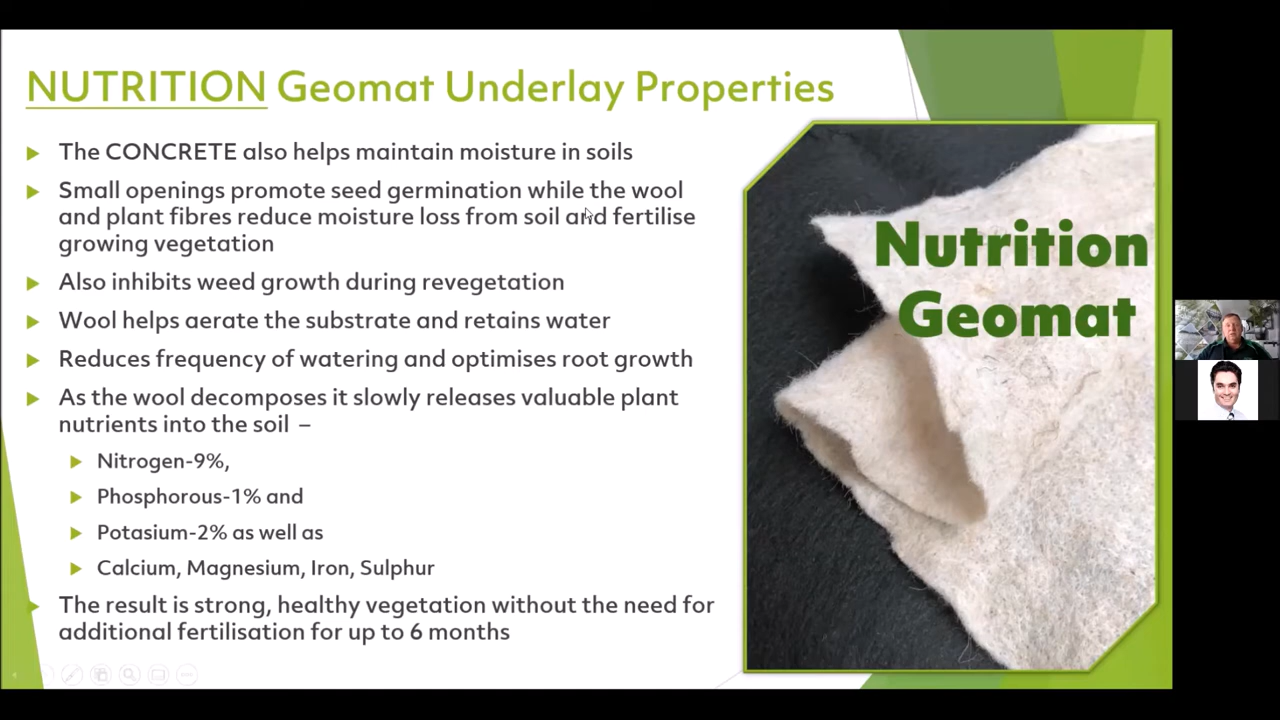 NUTRITION Geomat Underlay Properties
The CONCRETE also helps maintain moisture in soils
Small openings promote seed germination while the wool
and plant fibres reduce moisture loss from soil and fertilise
growing vegetation
Also inhibits weed growth during revegetation
Wool helps aerate the substrate and retains water
Reduces frequency of watering and optimises root growth
As the wool decomposes it slowly releases valuable plant
nutrients into the soil –
Nitrogen-9%,
Phosphorous-1% and
Potasium-2% as well as
Calcium, Magnesium, Iron, Sulphur
The result is strong, healthy vegetation without the need for
additional fertilisation for up to 6 months
Nutrition
Geomat